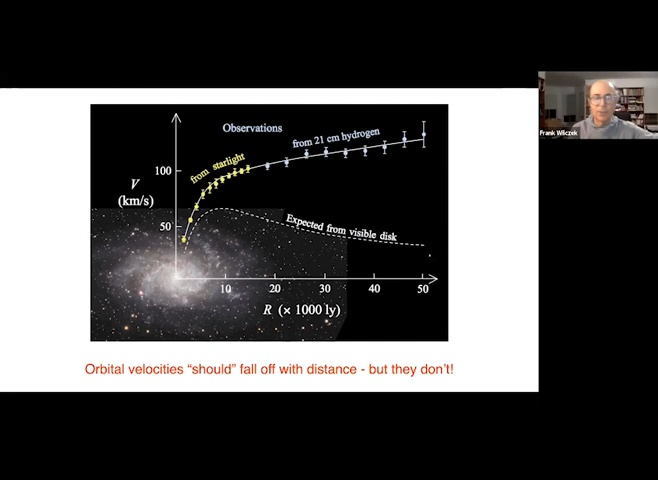 Observations
from starlight
from 21 cm hydrogen
V
(km/s)
100
50
Expected from visible disk
10
20
30
40
50
R (× 1000 ly)
Orbital velocities “should” fall off with distance - but they don't!
Frank Wilczek